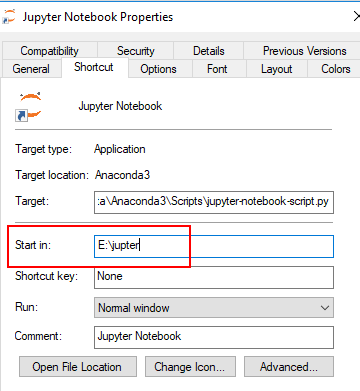 Jupyter Notebook Properties
Compatibility Security Details Previous Versions
General Shortcut Options Font Layout Colors
Jupyter Notebook
Target type: Application
Target location: Anaconda3
Target: :a\Anaconda3\Scripts\jupyter-notebook-script.py
Start in: E:\jupter
Shortcut key: None
Run: Normal window
Comment: Jupyter Notebook
Open File Location Change Icon... Advanced...